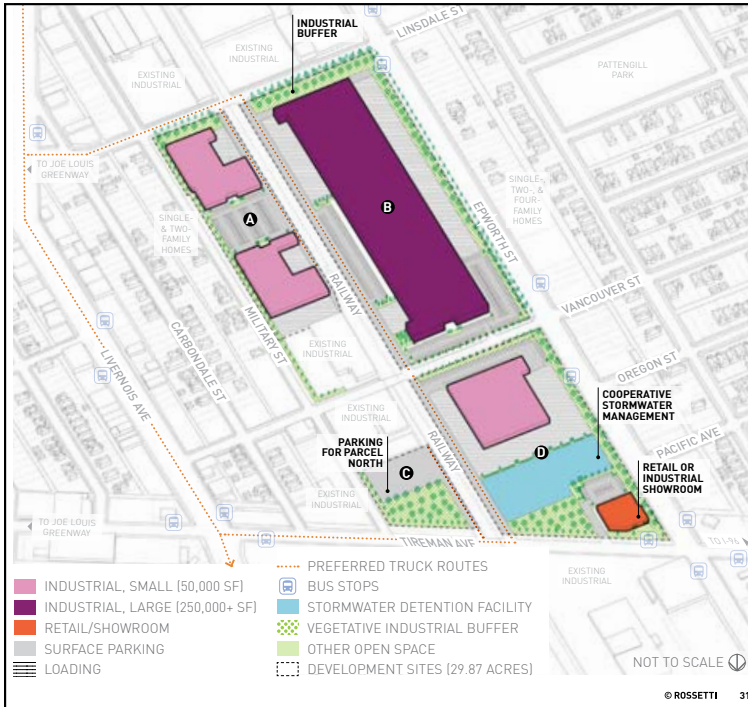 INDUSTRIAL
BUFFER
LINSDALE ST
EXISTING
INDUSTRIAL
EXISTING
INDUSTRIAL
PATTENGILL
PARK
TO JOE LOUIS
GREENWAY
SINGLE-
& TWO-
FAMILY
HOMES
A
B
SINGLE-,
TWO-, &
FOUR-
FAMILY
HOMES
EPWORTH ST
RAILWAY
VANCOUVER ST
MILITARY ST
CARBONDALE ST
LIVERNOIS AVE
EXISTING
INDUSTRIAL
OREGON ST
COOPERATIVE
STORMWATER
MANAGEMENT
EXISTING
INDUSTRIAL
PARKING
FOR PARCEL
NORTH
RAILWAY
PACIFIC AVE
C
D
RETAIL OR
INDUSTRIAL
SHOWROOM
EXISTING
INDUSTRIAL
TO JOE LOUIS
GREENWAY
TIREMAN AVE
TO I-96
EXISTING
INDUSTRIAL
INDUSTRIAL, SMALL (50,000 SF)
INDUSTRIAL, LARGE (250,000+ SF)
RETAIL/SHOWROOM
SURFACE PARKING
LOADING
PREFERRED TRUCK ROUTES
BUS STOPS
STORMWATER DETENTION FACILITY
VEGETATIVE INDUSTRIAL BUFFER
OTHER OPEN SPACE
DEVELOPMENT SITES (29.87 ACRES)
NOT TO SCALE
© ROSSETTI 31